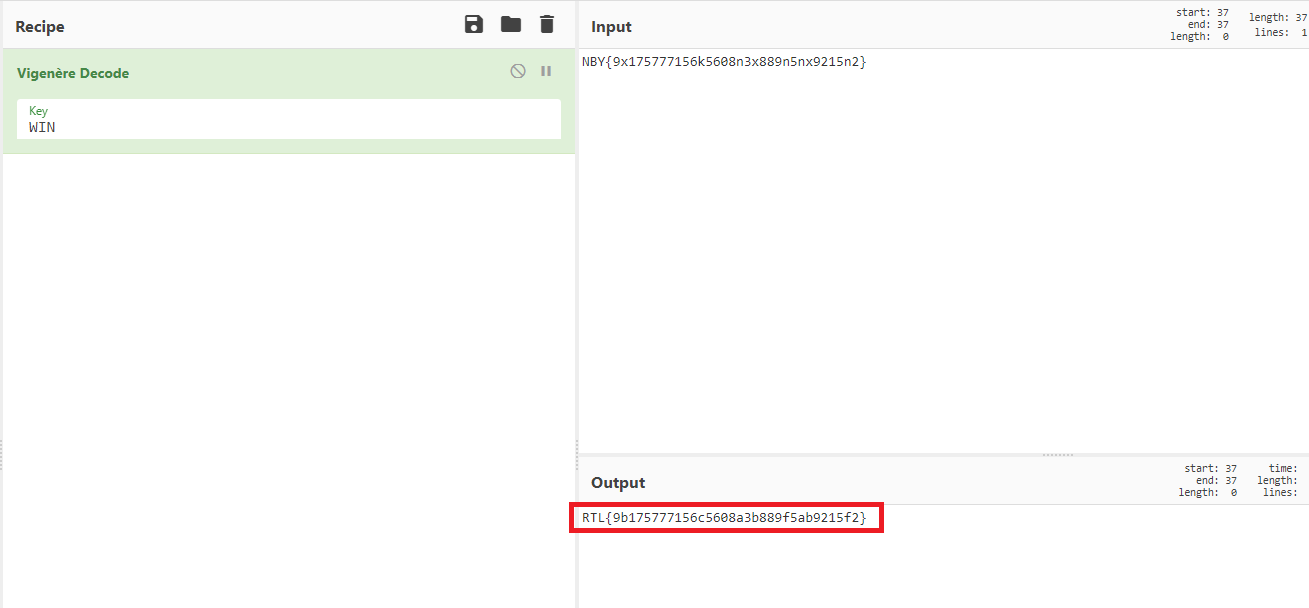 Recipe
Vigenère Decode
Key
WIN
Input
start: 37
end: 37
length: 0
length: 37
lines: 1
NBY{9x175777156k5608n3x889n5nx9215n2}
Output
start: 37
end: 37
length: 0
time:
length:
lines:
RTL{9b175777156c5608a3b889f5ab9215f2}